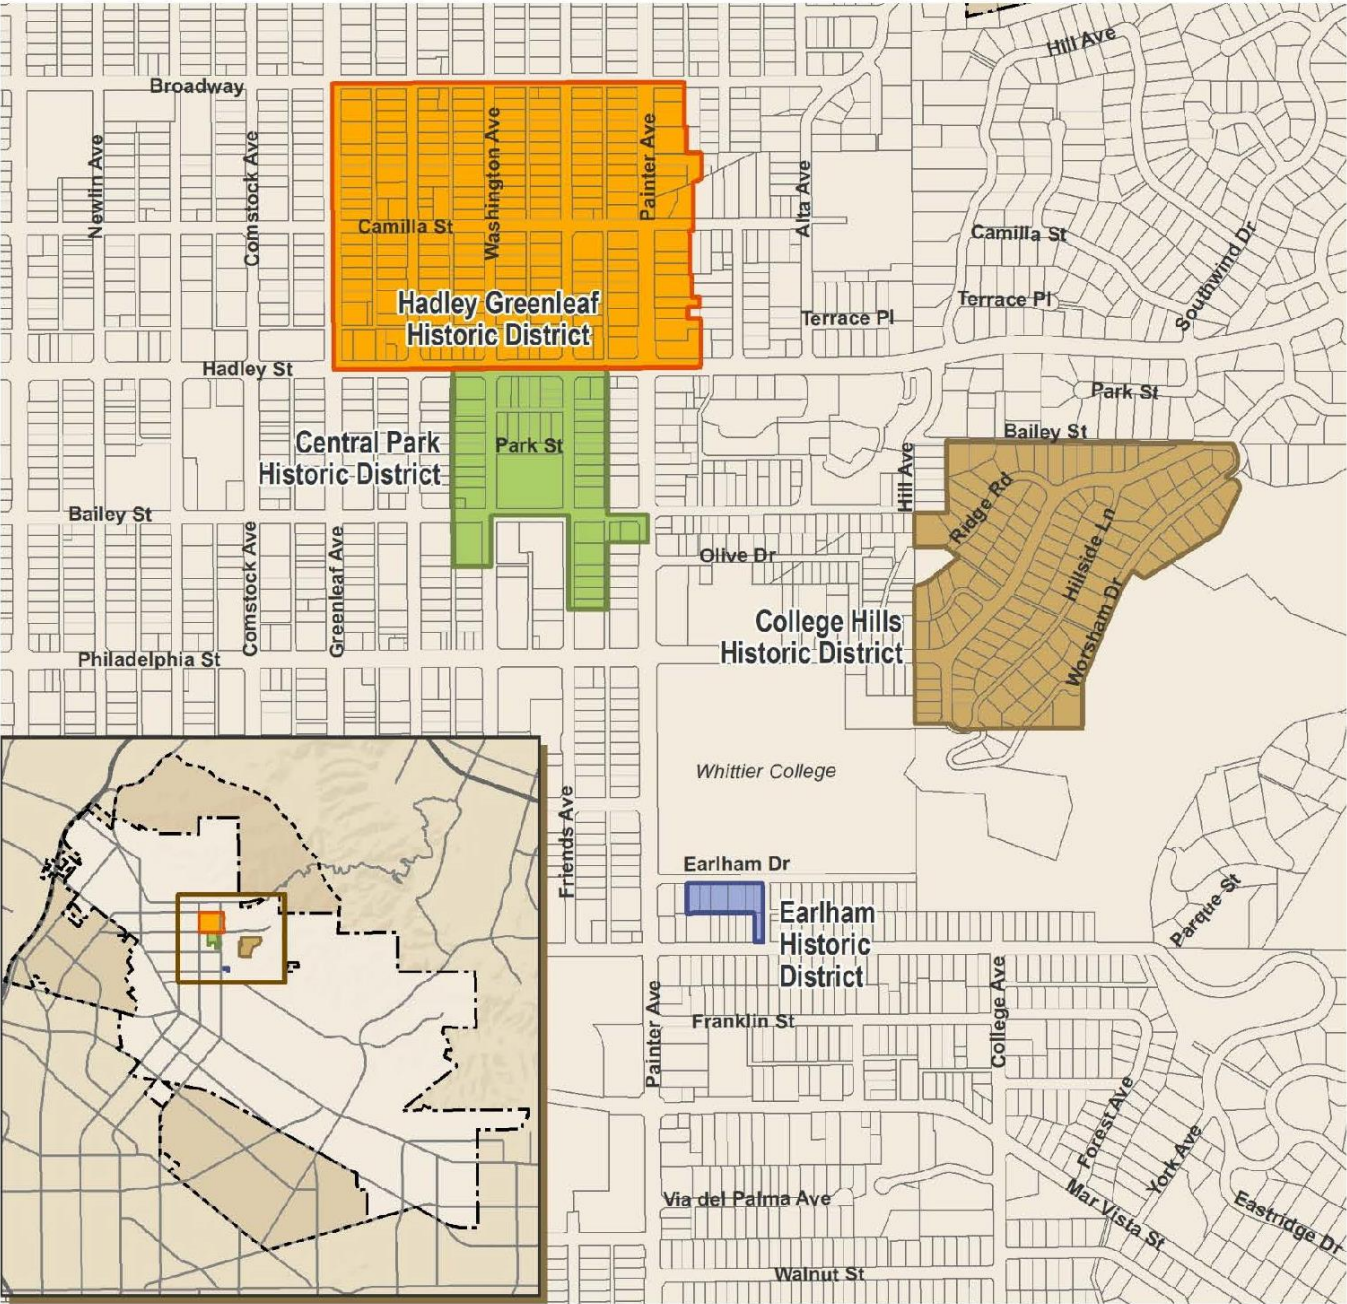 Hill Ave
Broadway
Newlin Ave
Comstock Ave
Washington Ave
Painter Ave
Alta Ave
Camilla St
Camilla St
Southwind Dr
Terrace Pl
Terrace Pl
Hadley Greenleaf
Historic District
Hadley St
Park St
Bailey St
Central Park
Historic District
Park St
Hill Ave
Ridge Rd
Bailey St
Hillside Ln
Olive Dr
Comstock Ave
Greenleaf Ave
College Hills
Historic District
Worsham Dr
Philadelphia St
Whittier College
Friends Ave
Earlham Dr
Earlham
Historic
District
Parque St
Painter Ave
Franklin St
College Ave
Forest Ave
York Ave
Via del Palma Ave
Mar Vista St
Eastridge Dr
Walnut St